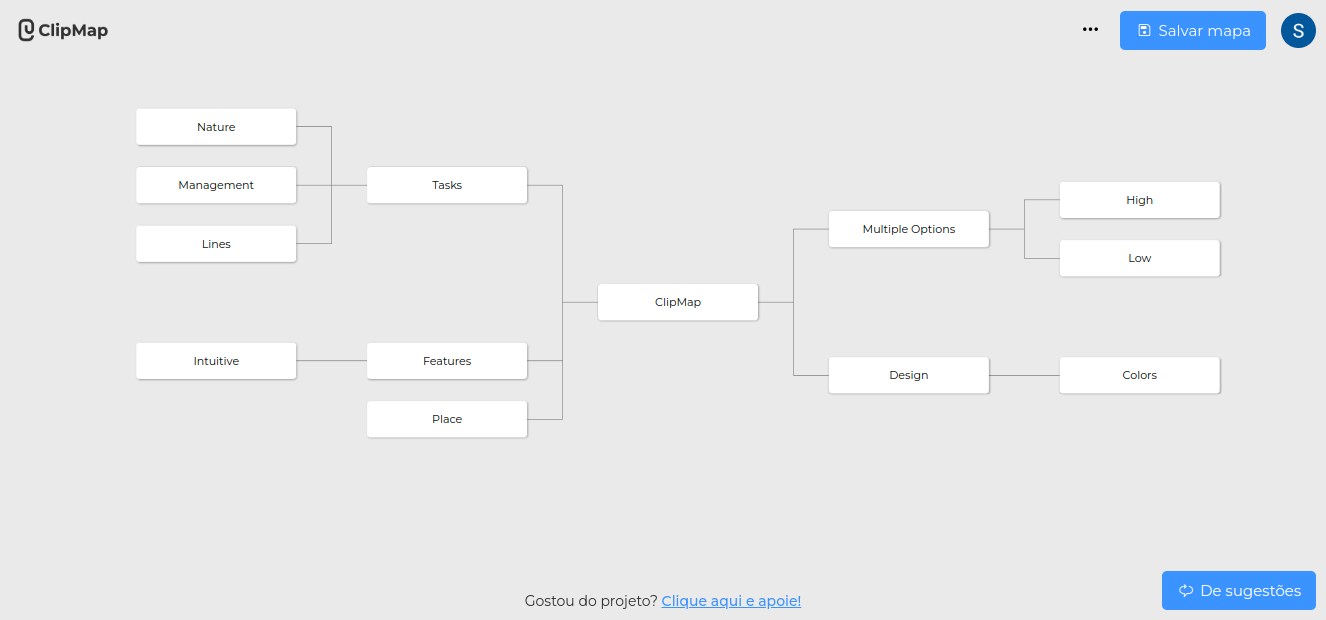 ClipMap
Salvar mapa
S
Nature
Management
Tasks
Lines
High
Multiple Options
Low
ClipMap
Intuitive
Features
Design
Colors
Place
De sugestões
Gostou do projeto? Clique aqui e apoie!